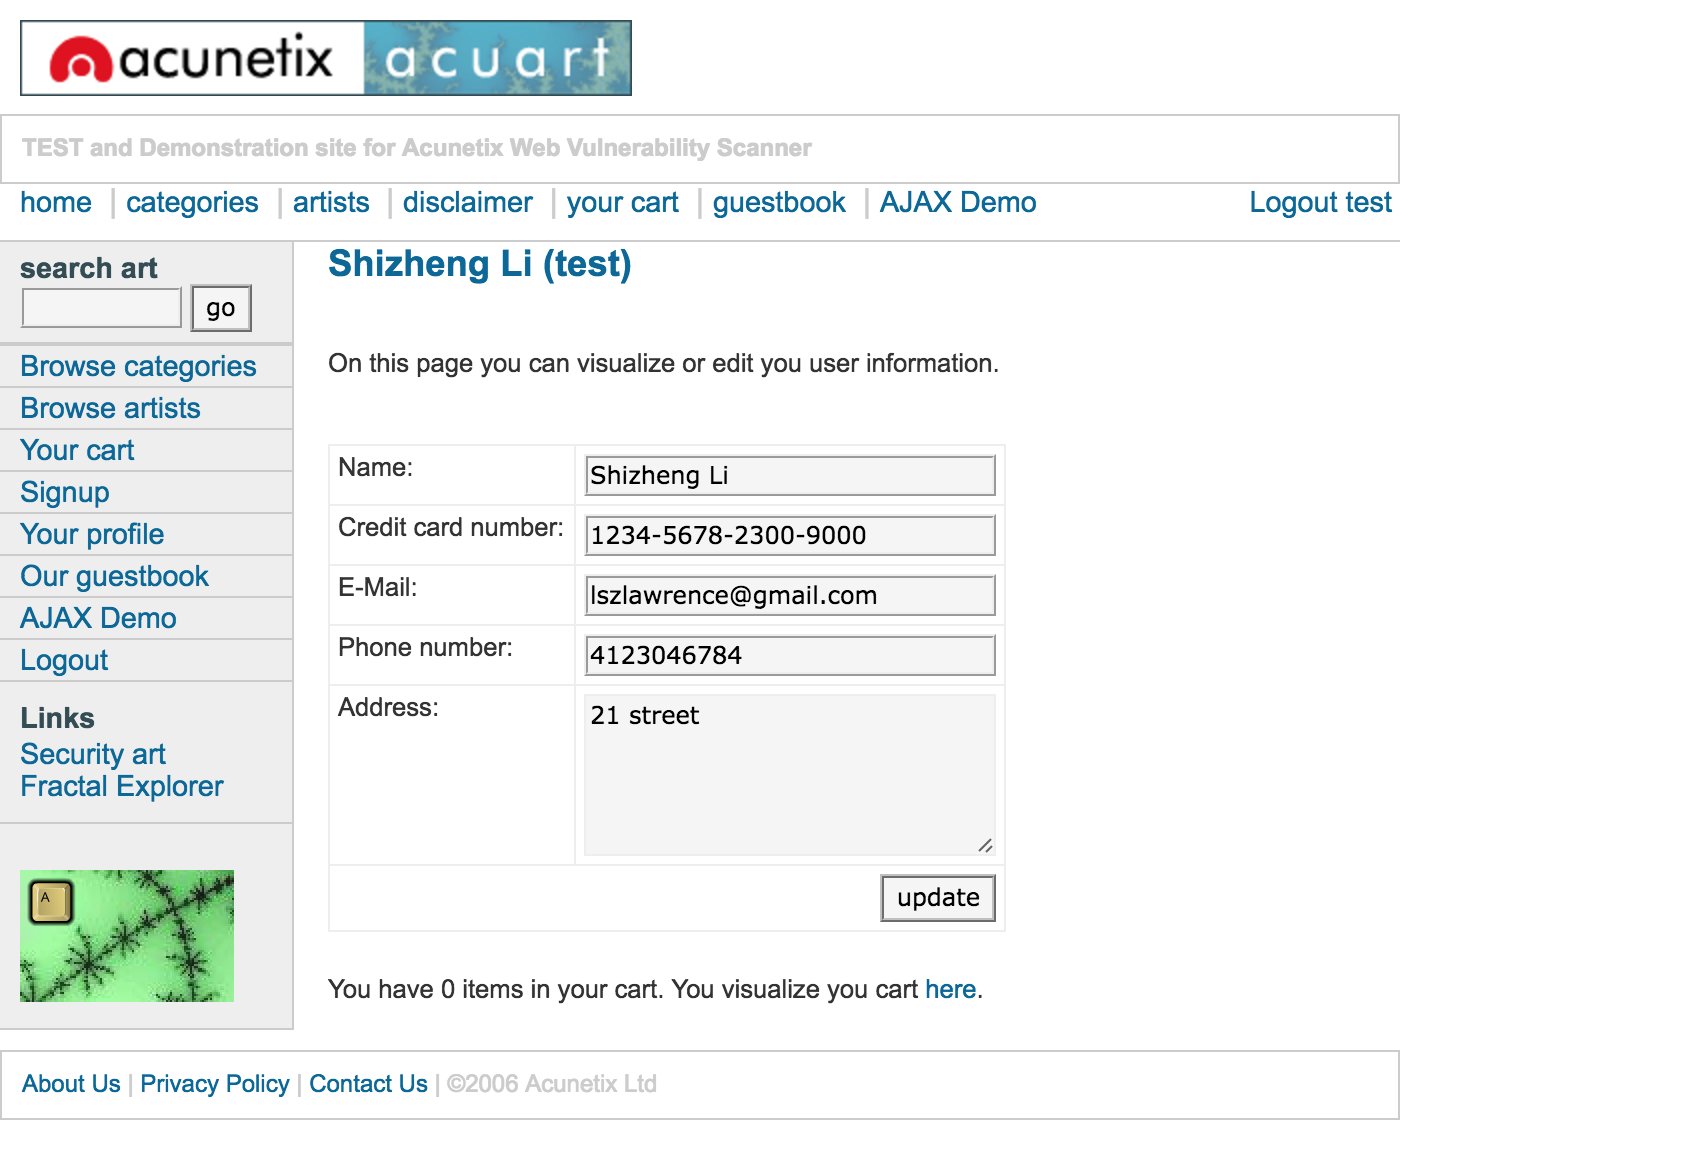 acunetix acuart
TEST and Demonstration site for Acunetix Web Vulnerability Scanner
home | categories | artists | disclaimer | your cart | guestbook | AJAX Demo Logout test
search art
go
Browse categories
Browse artists
Your cart
Signup
Your profile
Our guestbook
AJAX Demo
Logout
Links
Security art
Fractal Explorer
A
Shizheng Li (test)
On this page you can visualize or edit you user information.
Name: Shizheng Li
Credit card number: 1234-5678-2300-9000
E-Mail: lszlawrence@gmail.com
Phone number: 4123046784
Address: 21 street
update
You have 0 items in your cart. You visualize you cart here.
About Us | Privacy Policy | Contact Us | ©2006 Acunetix Ltd